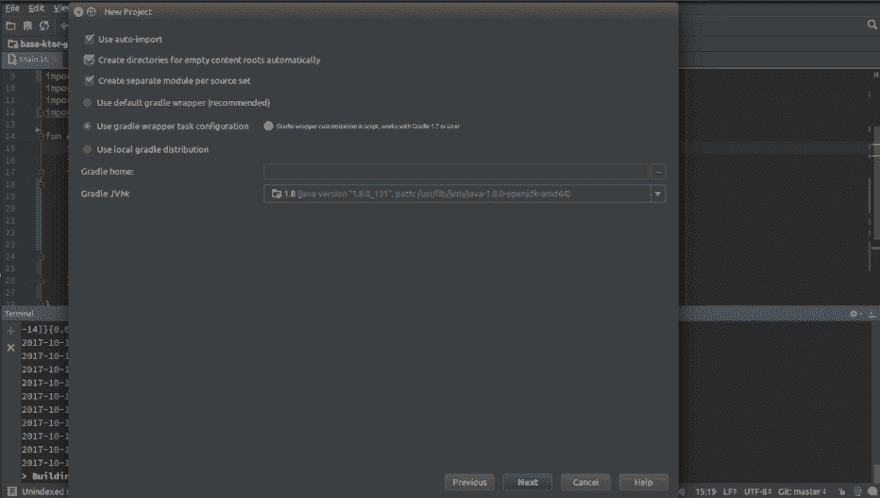 File Edit
New Project
base-ktor-g
Main.kt
Use auto-import
Create directories for empty content roots automatically
Create separate module per source set
Use default gradle wrapper (recommended)
Use gradle wrapper task configuration
Gradle wrapper customization in script, works with Gradle 1.7 or later
Use local gradle distribution
Gradle home:
...
Gradle JVM:
1.8 (java version "1.8.0_131", path: /usr/lib/jvm/java-1.8.0-openjdk-amd64)
9 impor
10 impo
11 impo
12 impo
13
14 fun
15
16
17
18
19
20
21
22
23
24
25
26
27
28 }
Terminal
-14]}{0.0
2017-10-1
2017-10-1
2017-10-1
2017-10-1
2017-10-1
2017-10-1
2017-10-1
2017-10-1
2017-10-1
2017-10-1
> Buildin
Previous
Next
Cancel
Help
Unindexed
15:19 LF÷ UTF-8÷ Git: master÷